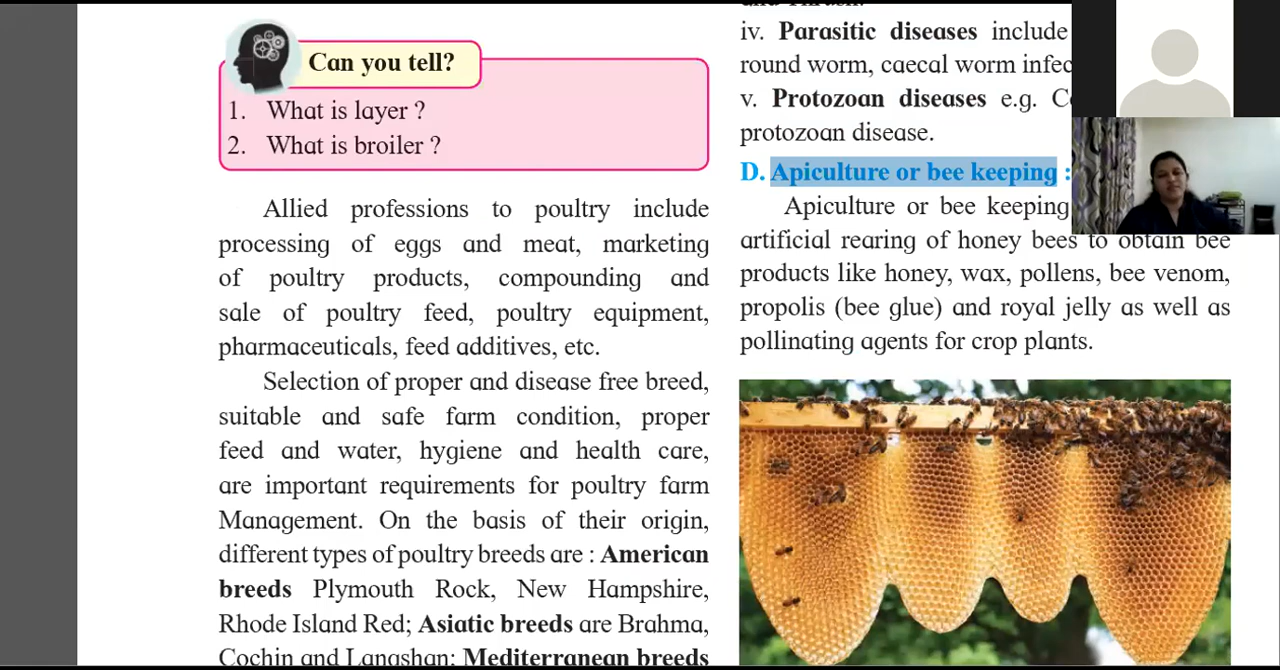 Can you tell?
1. What is layer ?
2. What is broiler ?
Allied professions to poultry include
processing of eggs and meat, marketing
of poultry products, compounding and
sale of poultry feed, poultry equipment,
pharmaceuticals, feed additives, etc.
Selection of proper and disease free breed,
suitable and safe farm condition, proper
feed and water, hygiene and health care,
are important requirements for poultry farm
Management. On the basis of their origin,
different types of poultry breeds are : American
breeds Plymouth Rock, New Hampshire,
Rhode Island Red; Asiatic breeds are Brahma,
Cochin and Langshan; Mediterranean breeds
iv. Parasitic diseases include
round worm, caecal worm
v. Protozoan diseases e.g.
protozoan disease.
D. Apiculture or bee keeping :
Apiculture or bee keeping
artificial rearing of honey bees to obtain bee
products like honey, wax, pollens, bee venom,
propolis (bee glue) and royal jelly as well as
pollinating agents for crop plants.